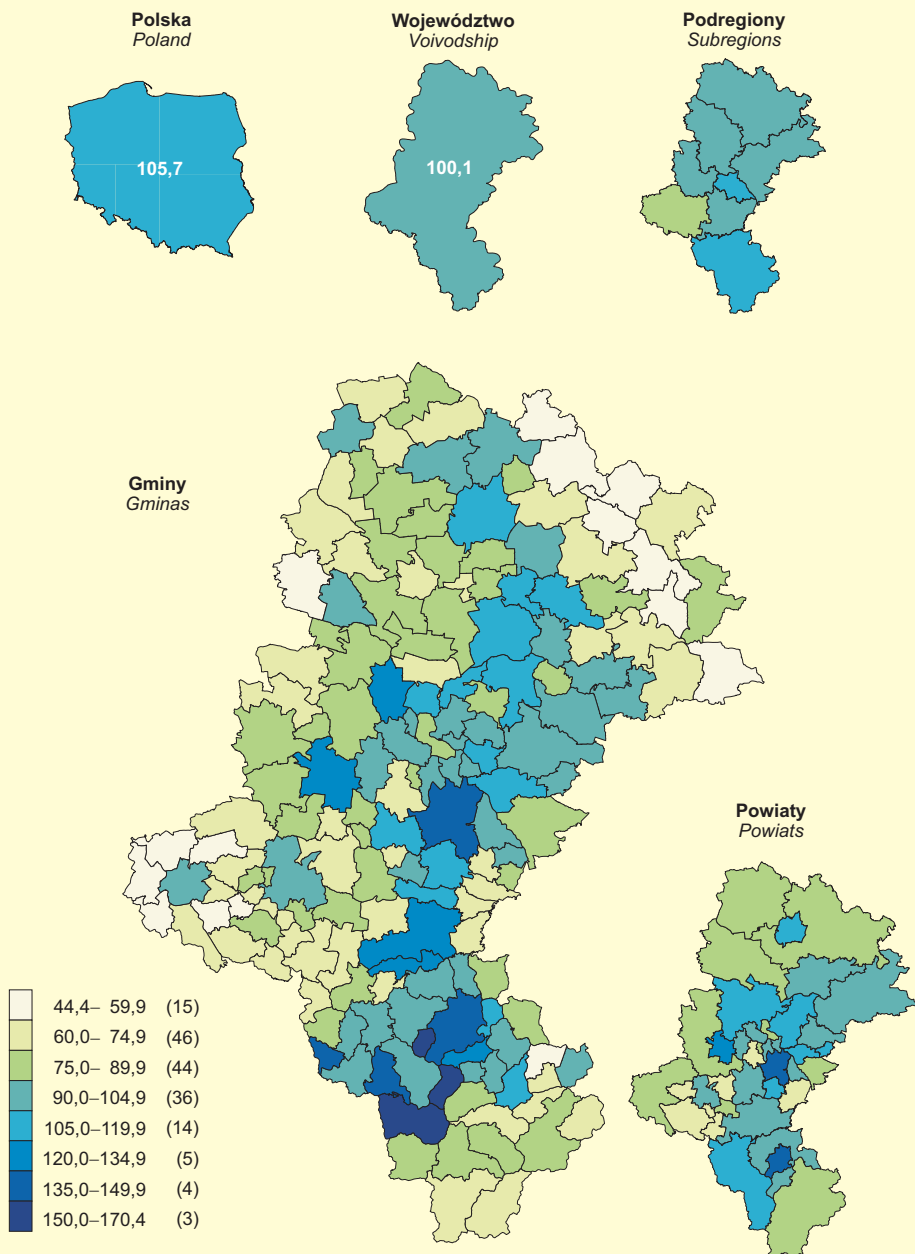 Polska
Poland
Województwo
Voivodship
Podregiony
Subregions
105,7
100,1
Gminy
Gminas
Powiaty
Powiats
44,4– 59,9 (15)
60,0– 74,9 (46)
75,0– 89,9 (44)
90,0–104,9 (36)
105,0–119,9 (14)
120,0–134,9 (5)
135,0–149,9 (4)
150,0–170,4 (3)